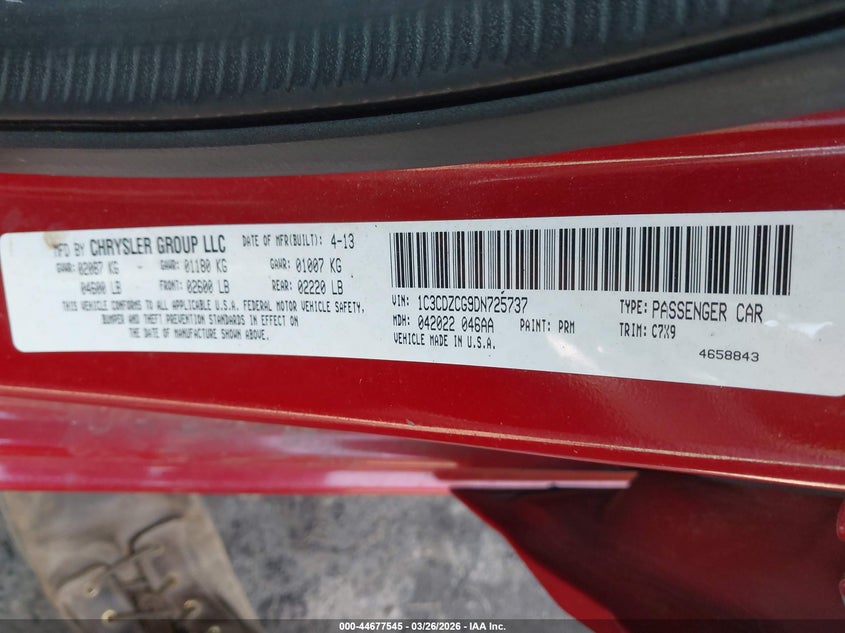 MFD BY CHRYSLER GROUP LLC DATE OF MFR(BUILT): 4-13
GVWR: 02087 KG GAWR: 01180 KG GAWR: 01007 KG
04600 LB FRONT: 02600 LB REAR: 02220 LB
THIS VEHICLE CONFORMS TO ALL APPLICABLE U.S.A. FEDERAL MOTOR VEHICLE SAFETY,
BUMPER AND THEFT PREVENTION STANDARDS IN EFFECT ON
THE DATE OF MANUFACTURE SHOWN ABOVE.
VIN: 1C3CDZCG9DN725737 TYPE: PASSENGER CAR
MDH: 042022 046AA PAINT: PRM TRIM: C7X9
VEHICLE MADE IN U.S.A.
4658843
000-44677545 | 03/26/2026 | IAA Inc.